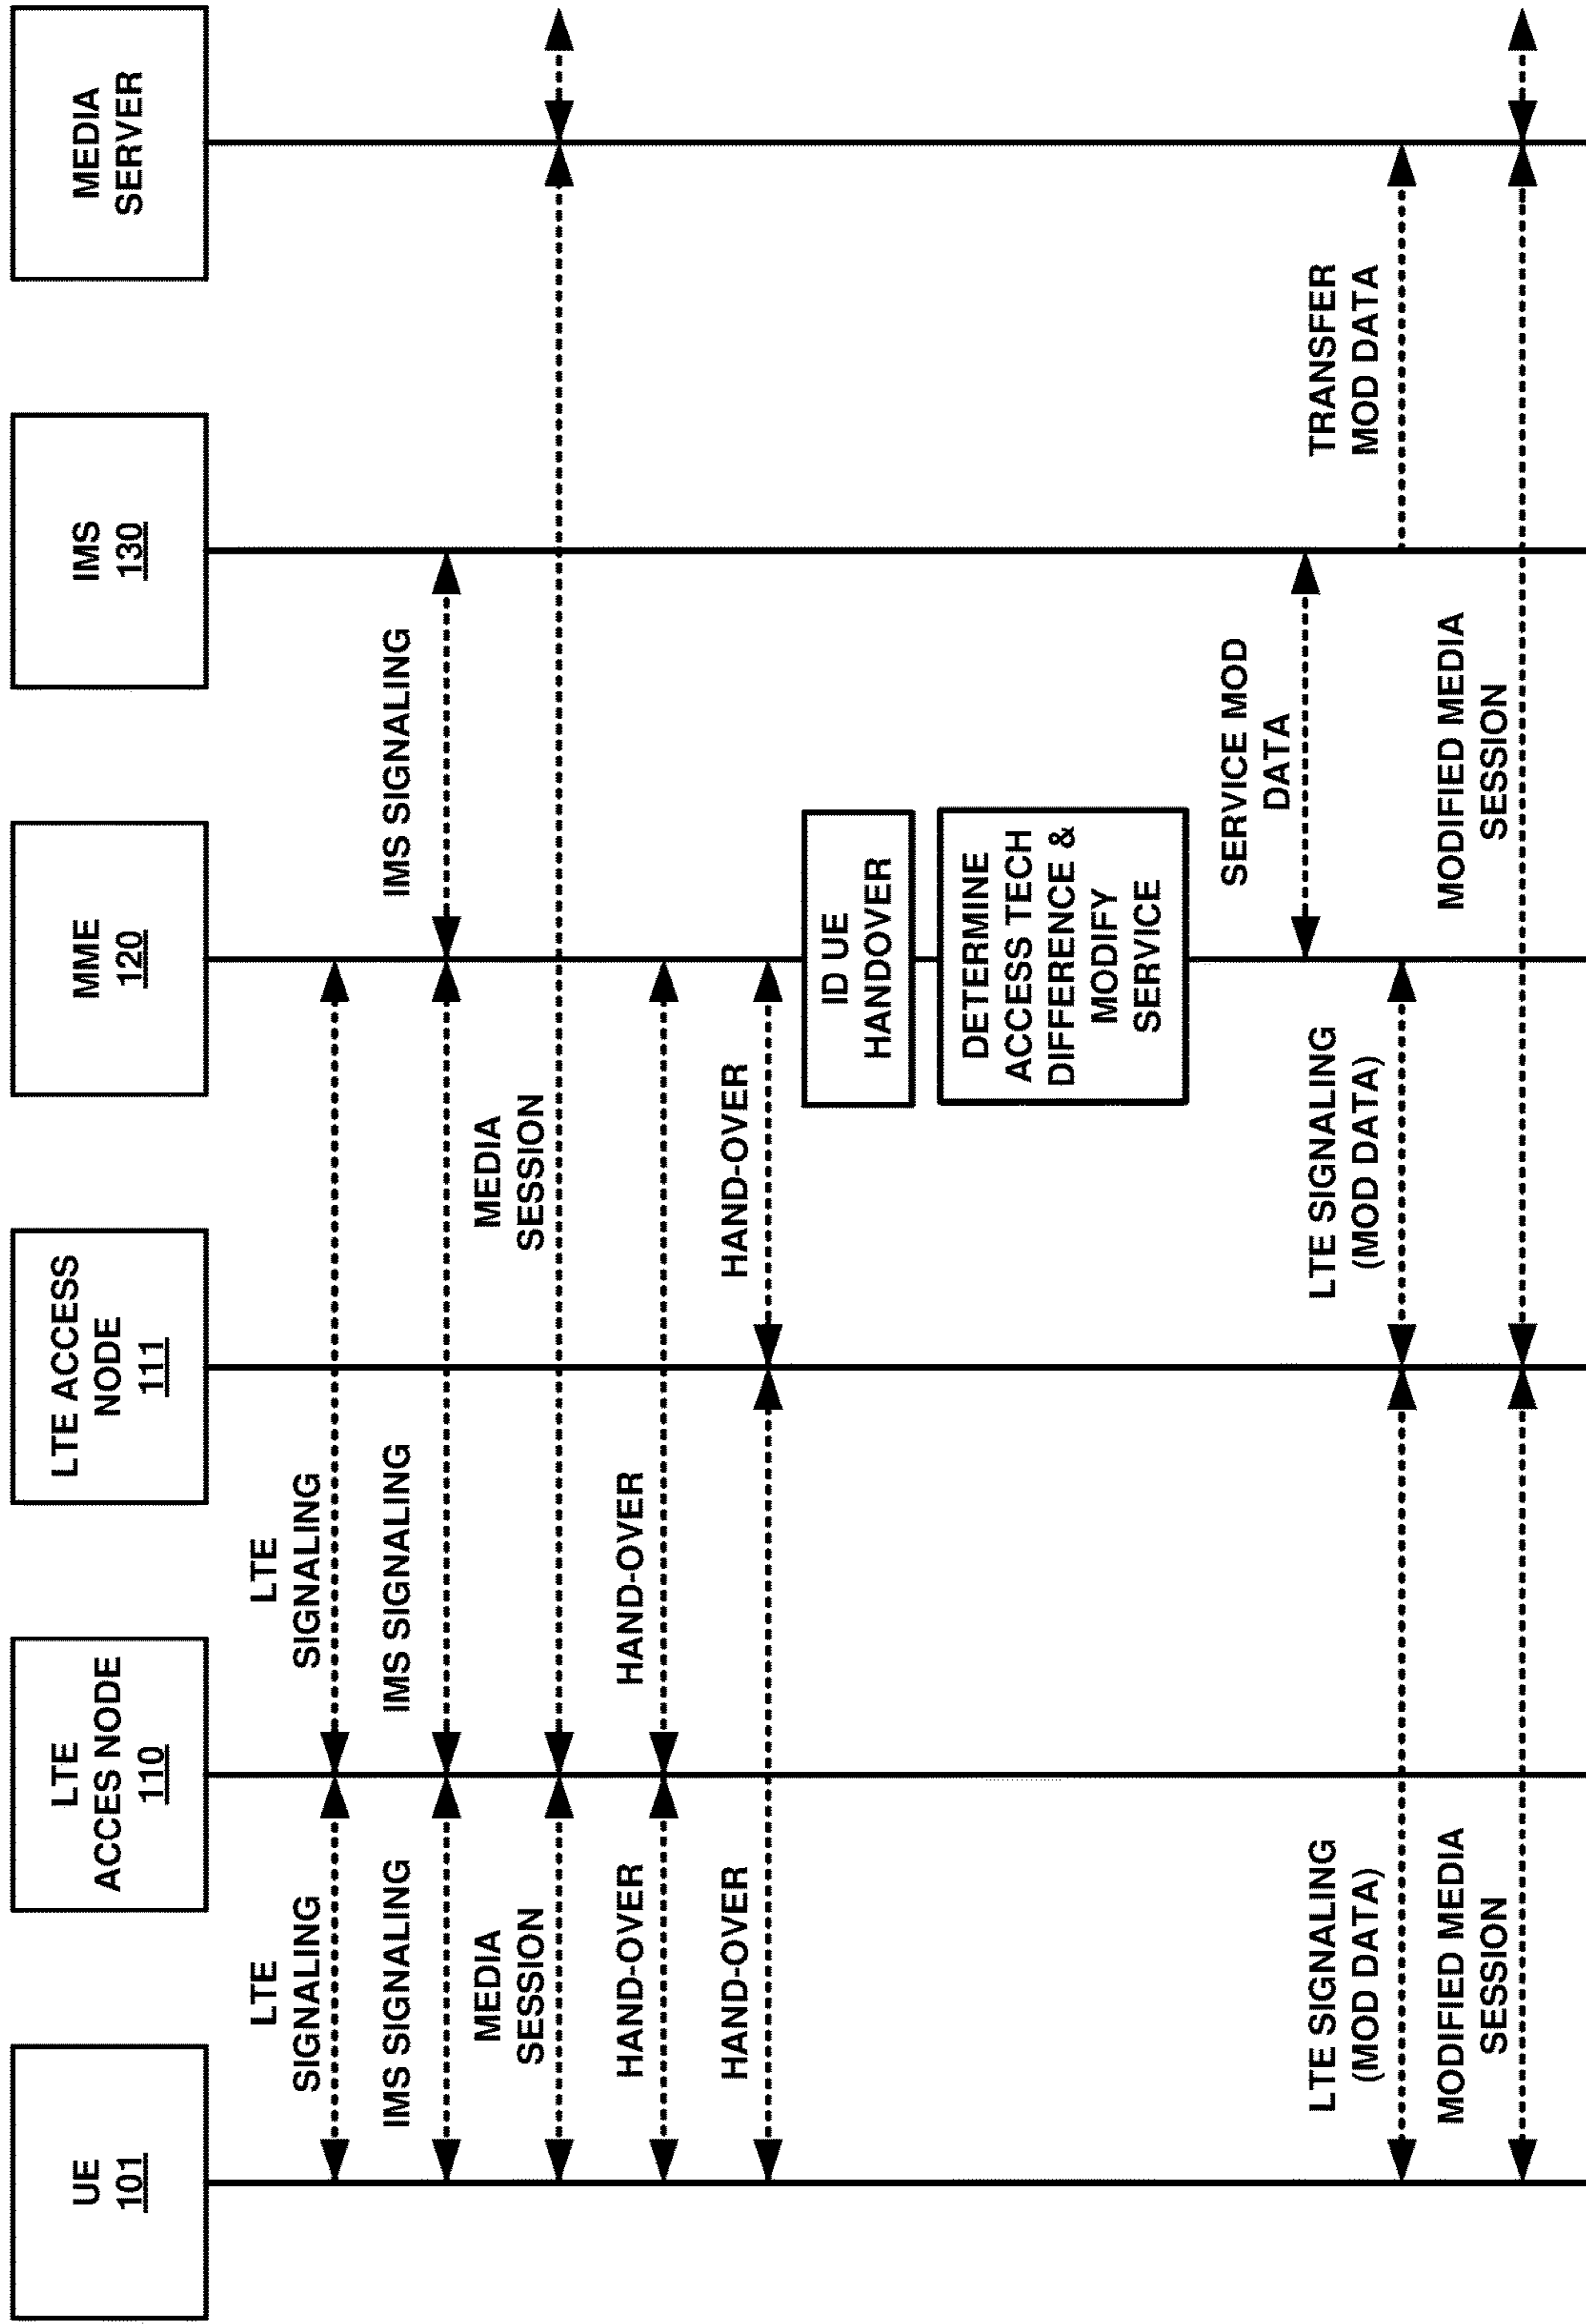 UE
101
LTE
ACCES NODE
110
LTE ACCESS
NODE
111
MME
120
IMS
130
MEDIA
SERVER
LTE
SIGNALING
LTE
SIGNALING
IMS SIGNALING
IMS SIGNALING
IMS SIGNALING
MEDIA
SESSION
MEDIA
SESSION
HAND-OVER
HAND-OVER
HAND-OVER
HAND-OVER
ID UE
HANDOVER
DETERMINE
ACCESS TECH
DIFFERENCE &
MODIFY
SERVICE
SERVICE MOD
DATA
LTE SIGNALING
(MOD DATA)
LTE SIGNALING
(MOD DATA)
TRANSFER
MOD DATA
MODIFIED MEDIA
SESSION
MODIFIED MEDIA
SESSION